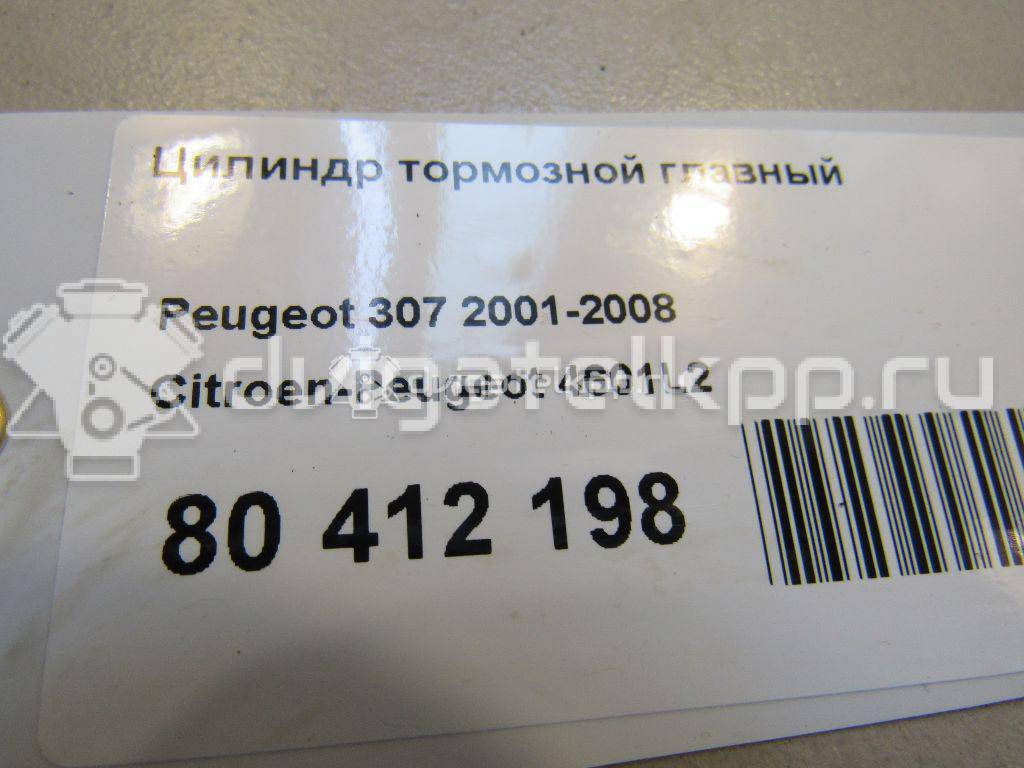 Цилиндр тормозной главный
Peugeot 307 2001-2008
dvigatelkpp.ru
Citroen-Peugeot 4601L2
80 412 198